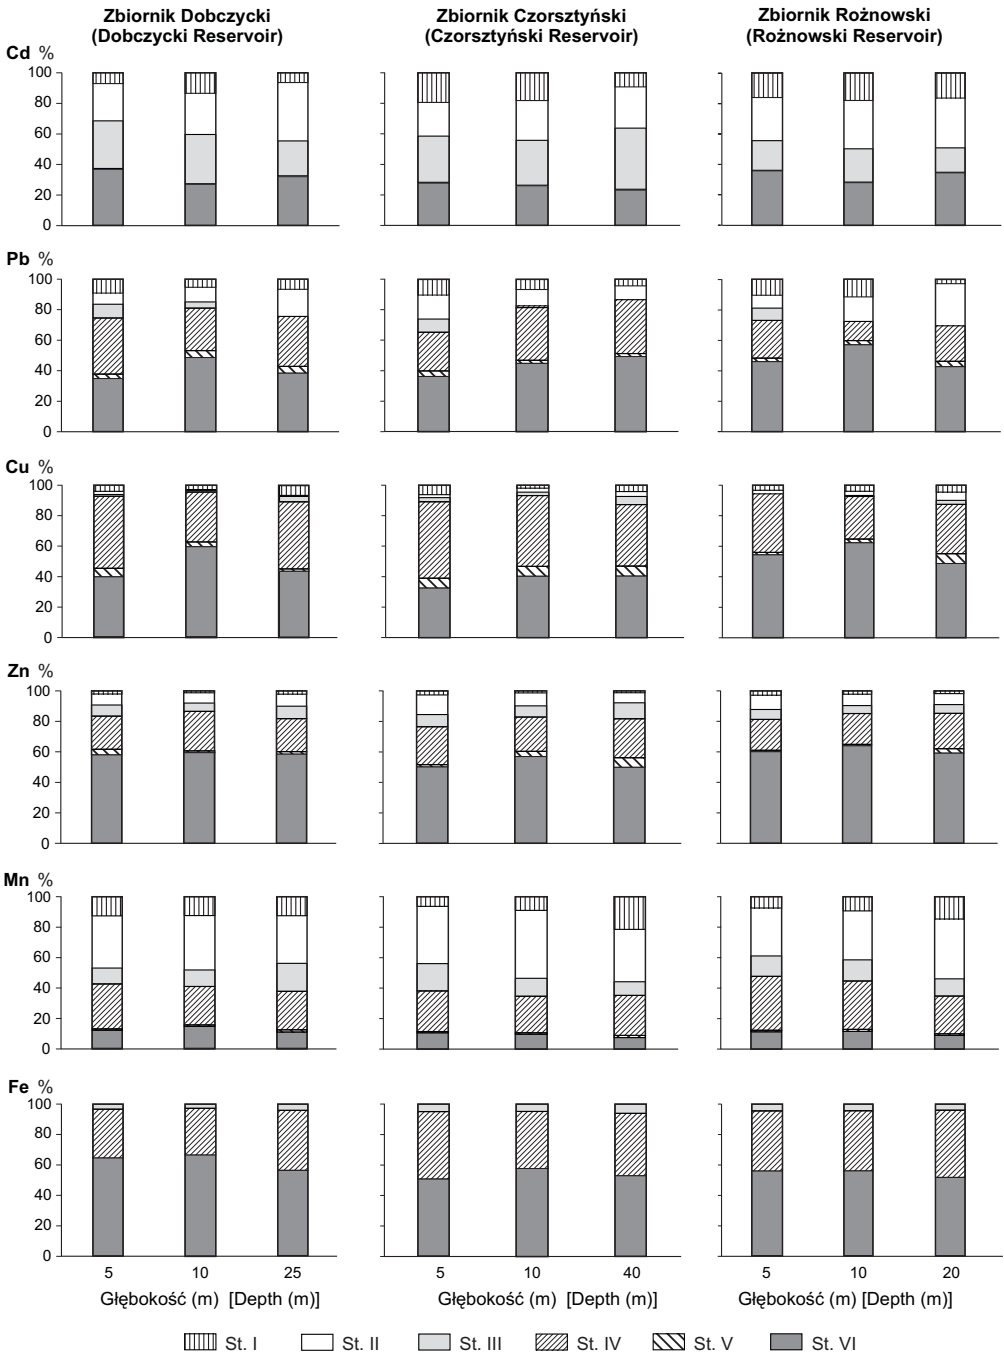 Zbiornik Dobczycki
(Dobczycki Reservoir)
Zbiornik Czorsztyński
(Czorsztyński Reservoir)
Zbiornik Rożnowski
(Rożnowski Reservoir)
Cd %
100
80
60
40
20
0
Pb %
100
80
60
40
20
0
Cu %
100
80
60
40
20
0
Zn %
100
80
60
40
20
0
Mn %
100
80
60
40
20
0
Fe %
100
80
60
40
20
0
5 10 25
5 10 40
5 10 20
Głębokość (m) [Depth (m)]
Głębokość (m) [Depth (m)]
Głębokość (m) [Depth (m)]
St. I St. II St. III St. IV St. V St. VI